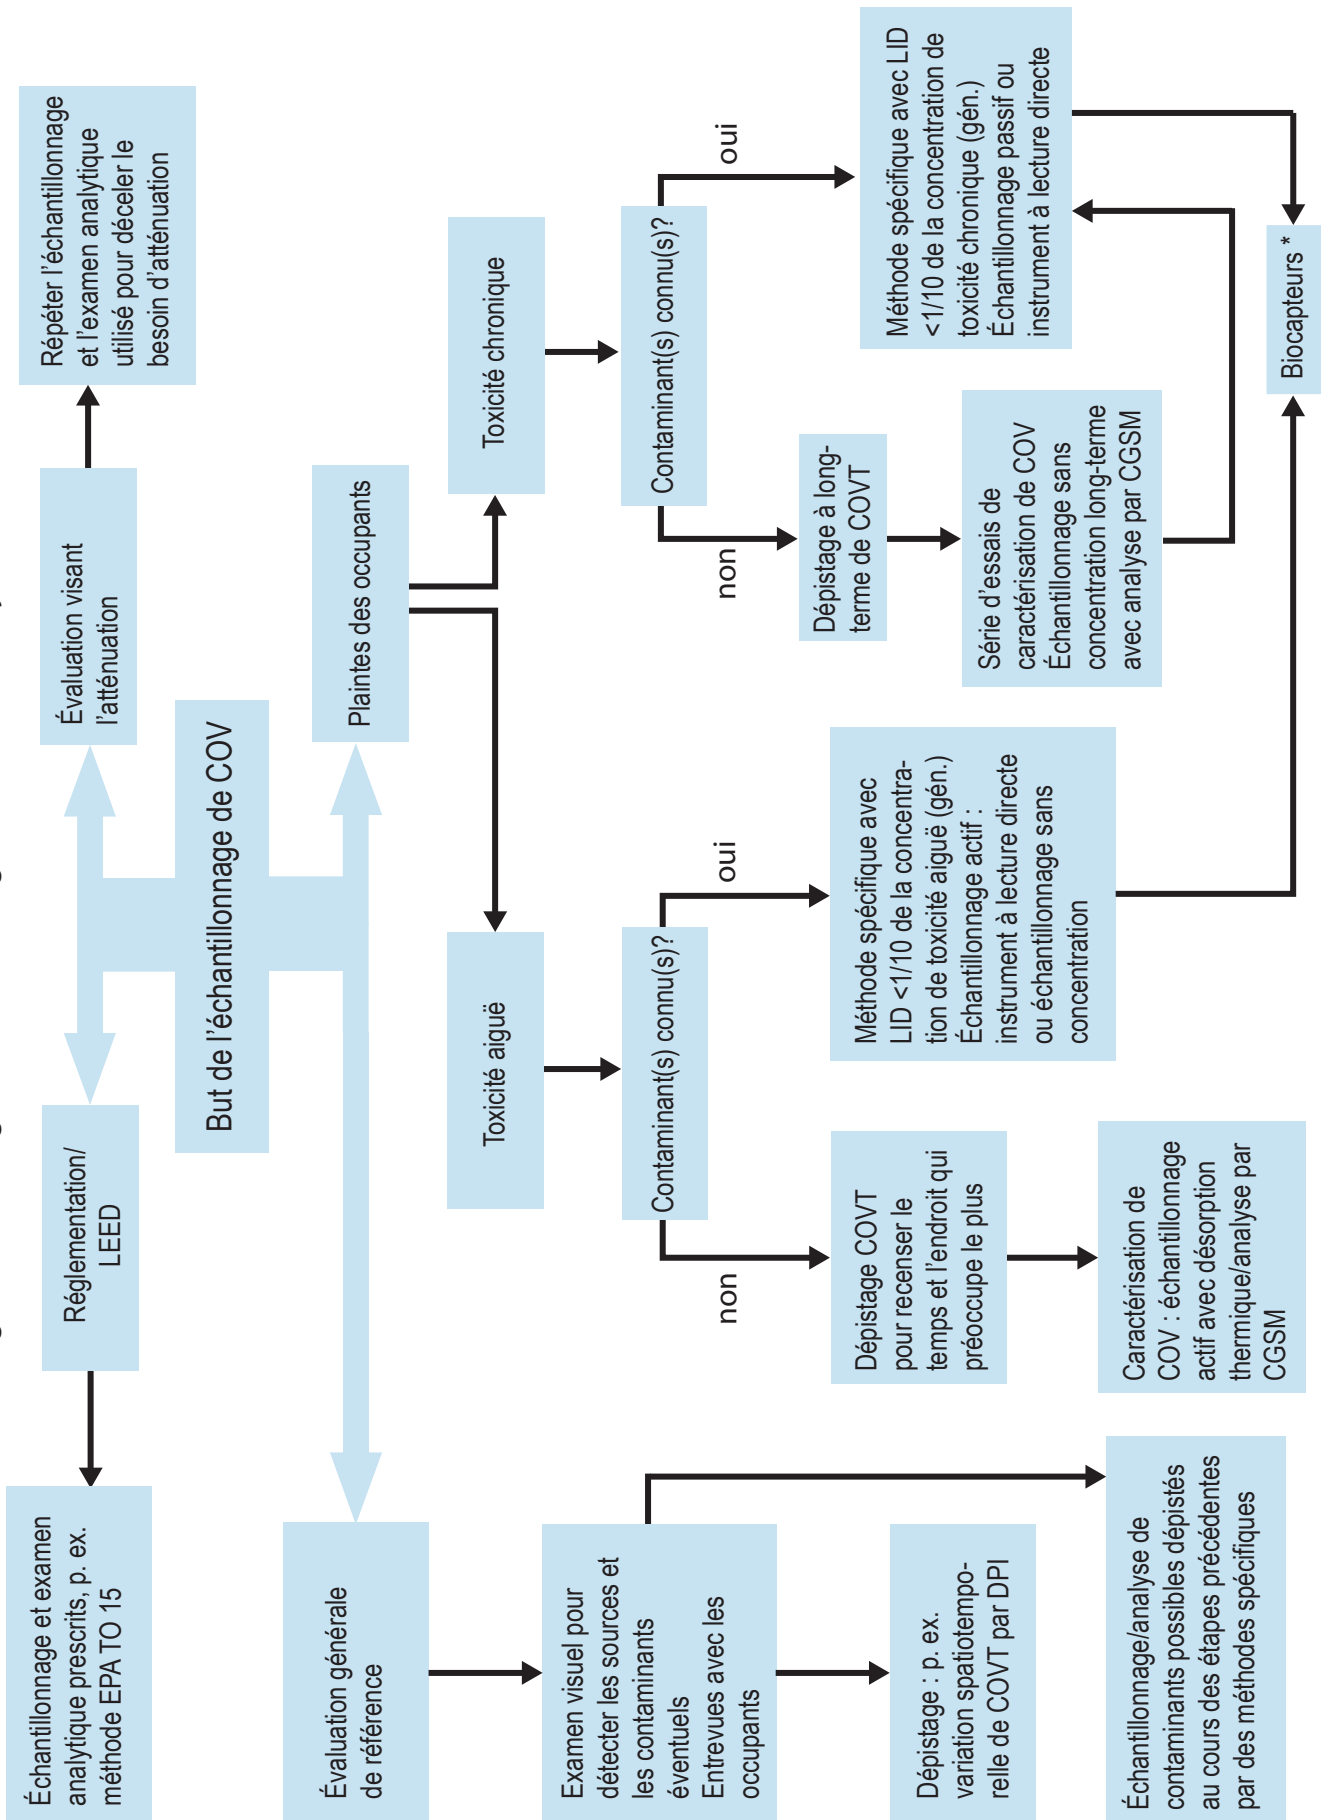 Échantillonnage et examen
analytique prescrits, p. ex.
méthode EPA TO 15
Réglementation/
LEED
Évaluation visant
l'atténuation
Répéter l'échantillonnage
et l'examen analytique
utilisé pour déceler le
besoin d'atténuation
But de l'échantillonnage de COV
Évaluation générale
de référence
Plaintes des occupants
Toxicité aiguë
Toxicité chronique
Examen visuel pour
détecter les sources et
les contaminants
éventuels
Entrevues avec les
occupants
Contaminant(s) connu(s)?
Contaminant(s) connu(s)?
non
oui
non
oui
Dépistage : p. ex.
variation spatiotempo-
relle de COVT par DPI
Dépistage COVT
pour recenser le
temps et l'endroit qui
préoccupe le plus
Méthode spécifique avec
LID <1/10 de la concentra-
tion de toxicité aiguë (gén.)
Échantillonnage actif :
instrument à lecture directe
ou échantillonnage sans
concentration
Dépistage à long-
terme de COVT
Méthode spécifique avec LID
<1/10 de la concentration de
toxicité chronique (gén.)
Échantillonnage passif ou
instrument à lecture directe
Série d'essais de
caractérisation de COV
Échantillonnage sans
concentration long-terme
avec analyse par CGSM
Échantillonnage/analyse de
contaminants possibles dépistés
au cours des étapes précédentes
par des méthodes spécifiques
Caractérisation de
COV : échantillonnage
actif avec désorption
thermique/analyse par
CGSM
Biocapteurs *